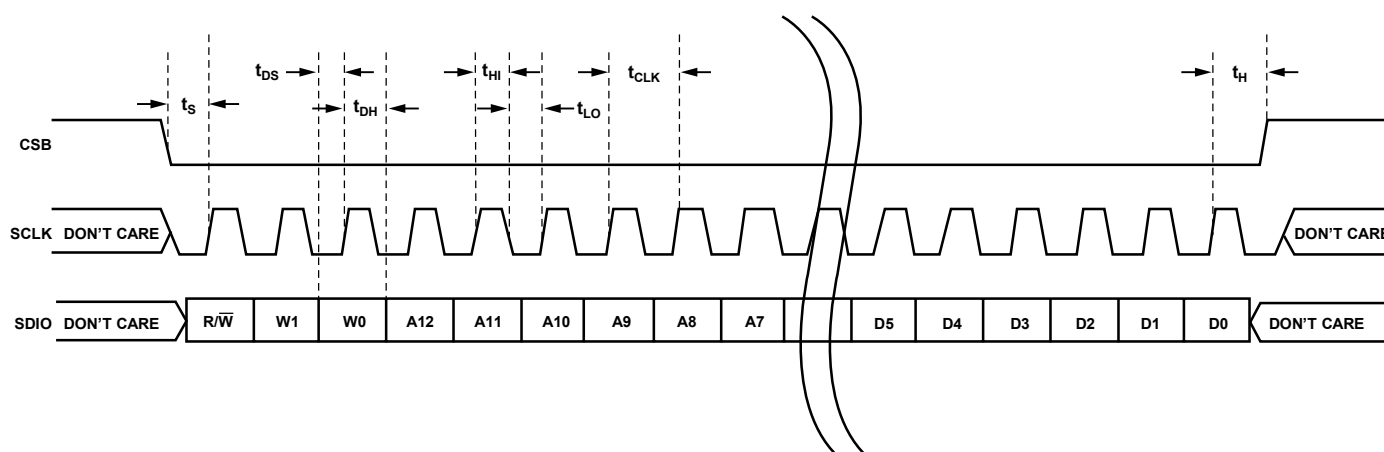 tDS
tHI
tCLK
tH
tS
tDH
tLO
CSB
SCLK DON'T CARE
DON'T CARE
SDIO DON'T CARE
R/W̅
W1
W0
A12
A11
A10
A9
A8
A7
D5
D4
D3
D2
D1
D0
DON'T CARE